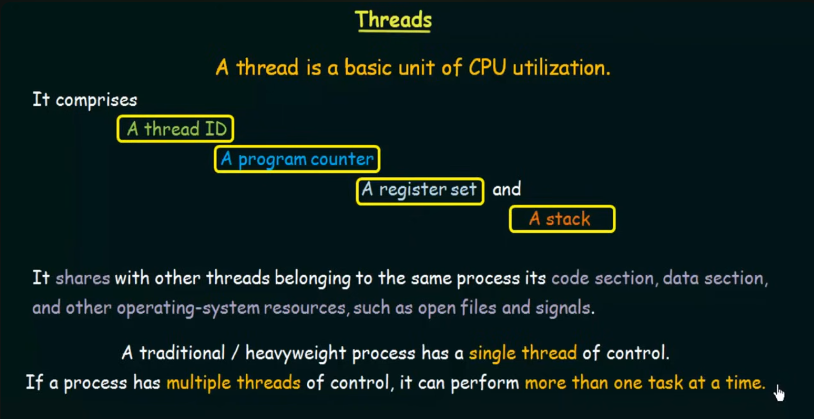 Threads
A thread is a basic unit of CPU utilization.
It comprises
A thread ID
A program counter
A register set and
A stack
It shares with other threads belonging to the same process its code section, data section,
and other operating-system resources, such as open files and signals.
A traditional / heavyweight process has a single thread of control.
If a process has multiple threads of control, it can perform more than one task at a time.